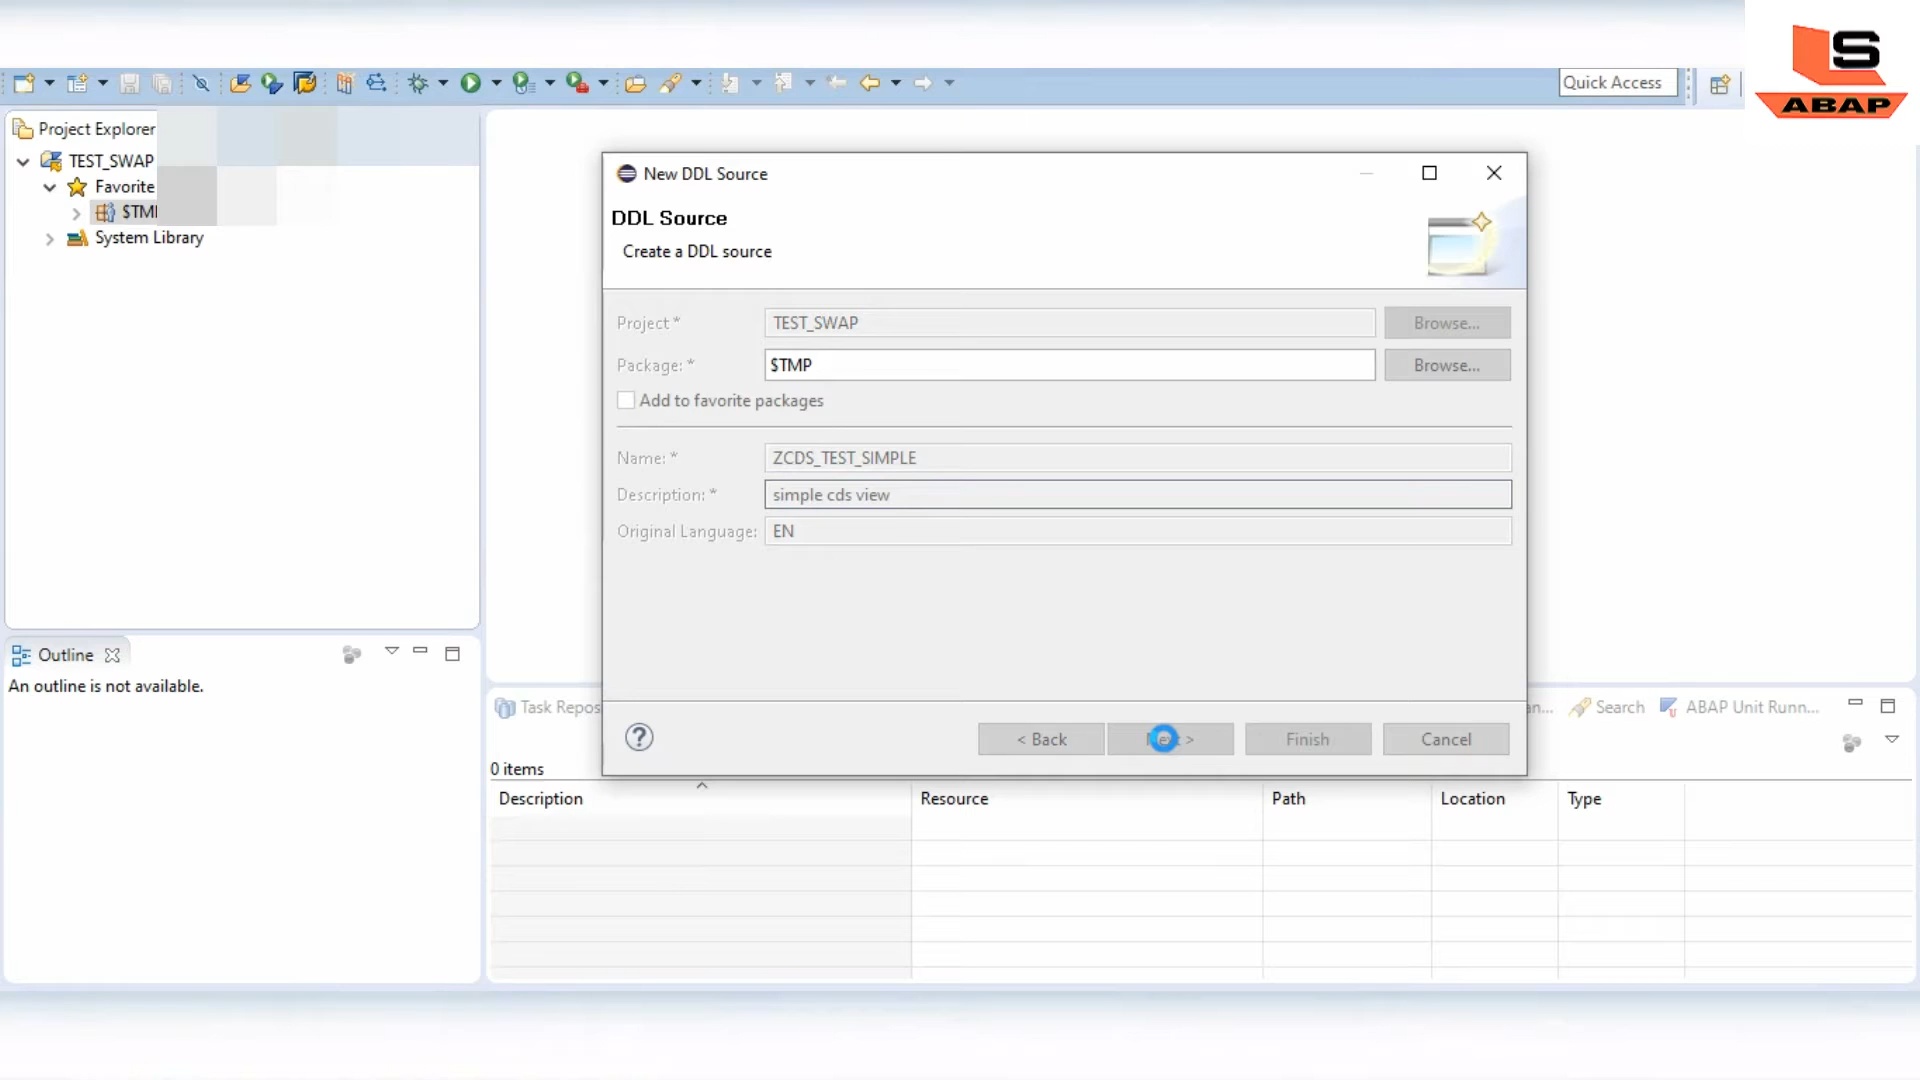 Quick Access
LS
ABAP
Project Explorer
TEST_SWAP
Favorite
$TMP
System Library
New DDL Source
DDL Source
Create a DDL source
Project *
TEST_SWAP
Browse...
Package: *
$TMP
Browse...
Add to favorite packages
Name: *
ZCDS_TEST_SIMPLE
Description: *
simple cds view
Original Language:
EN
< Back
Next >
Finish
Cancel
Outline
An outline is not available.
Task Repos
Search
ABAP Unit Runn...
0 items
Description
Resource
Path
Location
Type